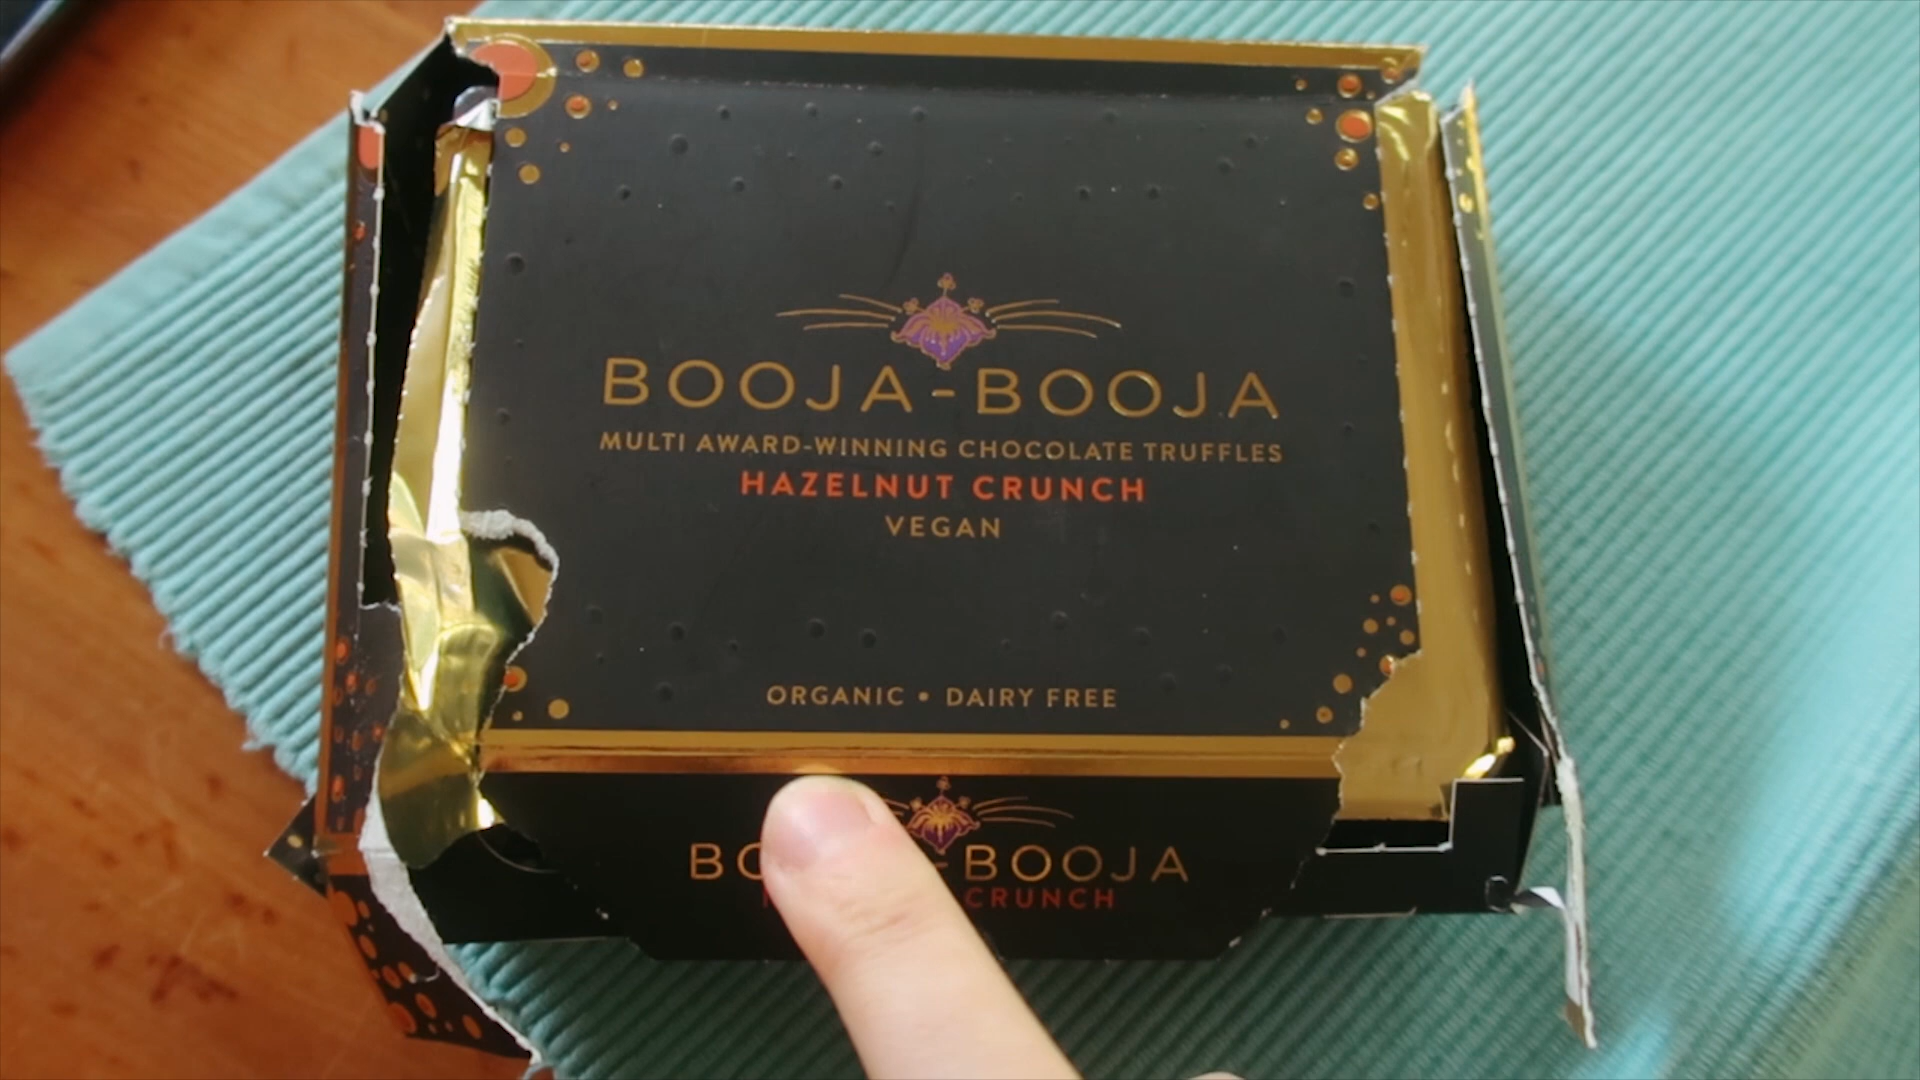 BOOJA-BOOJA
MULTI AWARD-WINNING CHOCOLATE TRUFFLES
HAZELNUT CRUNCH
VEGAN
ORGANIC • DAIRY FREE
-BOOJA
CRUNCH